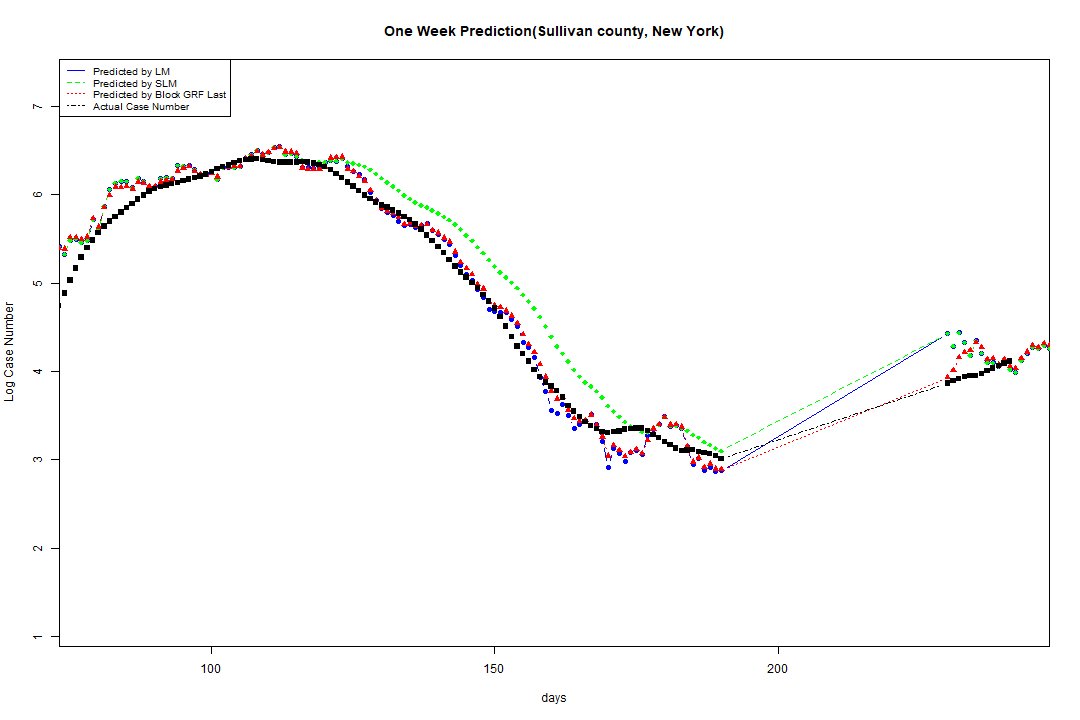 One Week Prediction(Sullivan county, New York)
Predicted by LM
Predicted by SLM
Predicted by Block GRF Last
Actual Case Number
7
6
5
4
3
2
1
Log Case Number
100 150 200
days